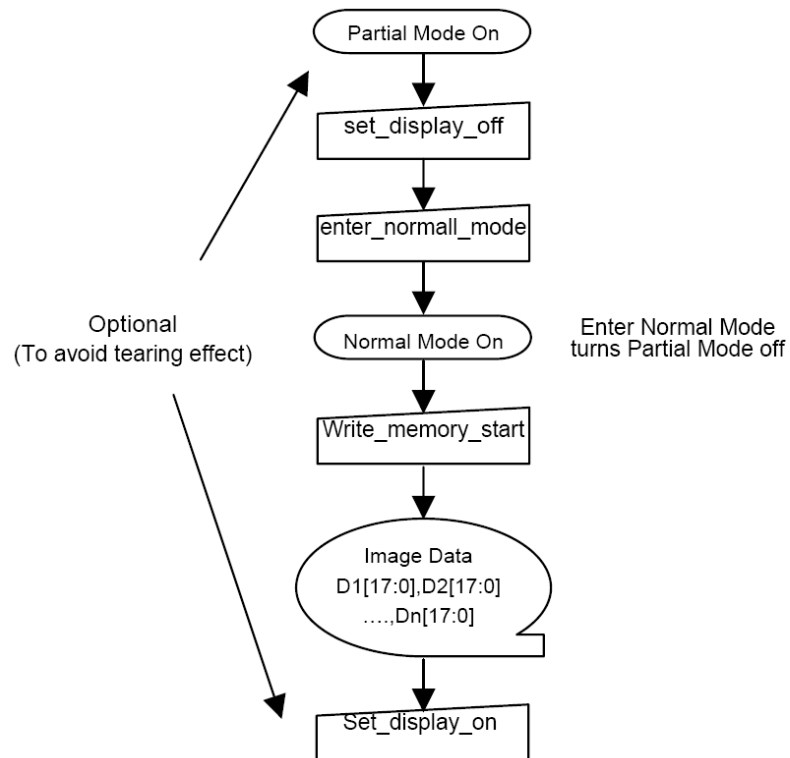 Partial Mode On
set_display_off
enter_normall_mode
Optional
(To avoid tearing effect)
Normal Mode On
Enter Normal Mode
turns Partial Mode off
Write_memory_start
Image Data
D1[17:0],D2[17:0]
....,Dn[17:0]
Set_display_on